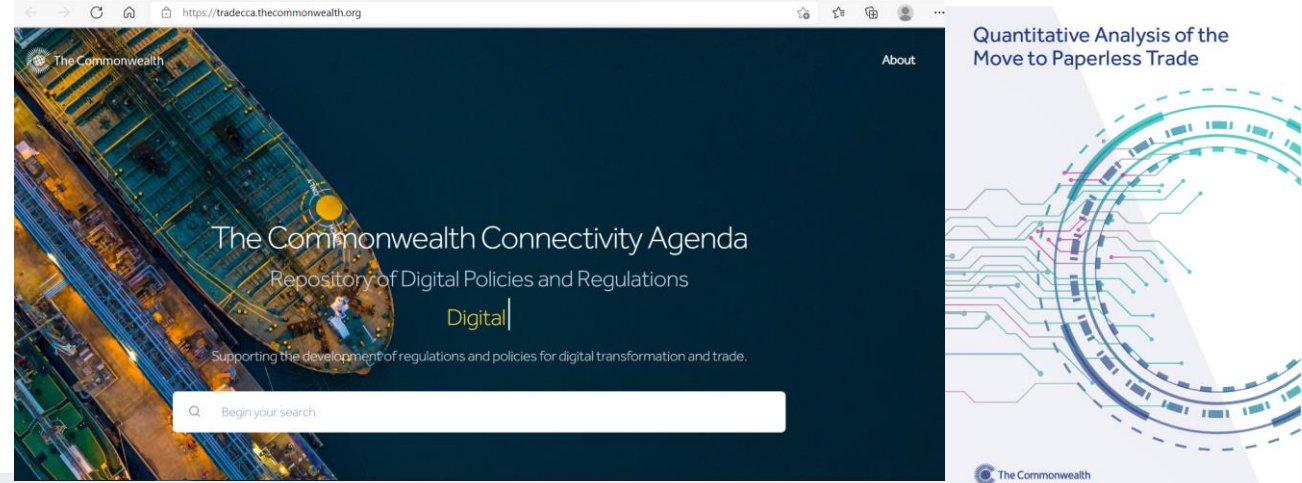 https://tradecca.thecommonwealth.org
The Commonwealth
About
The Commonwealth Connectivity Agenda
Repository of Digital Policies and Regulations
Digital
Supporting the development of regulations and policies for digital transformation and trade.
Begin your search
Quantitative Analysis of the
Move to Paperless Trade
The Commonwealth